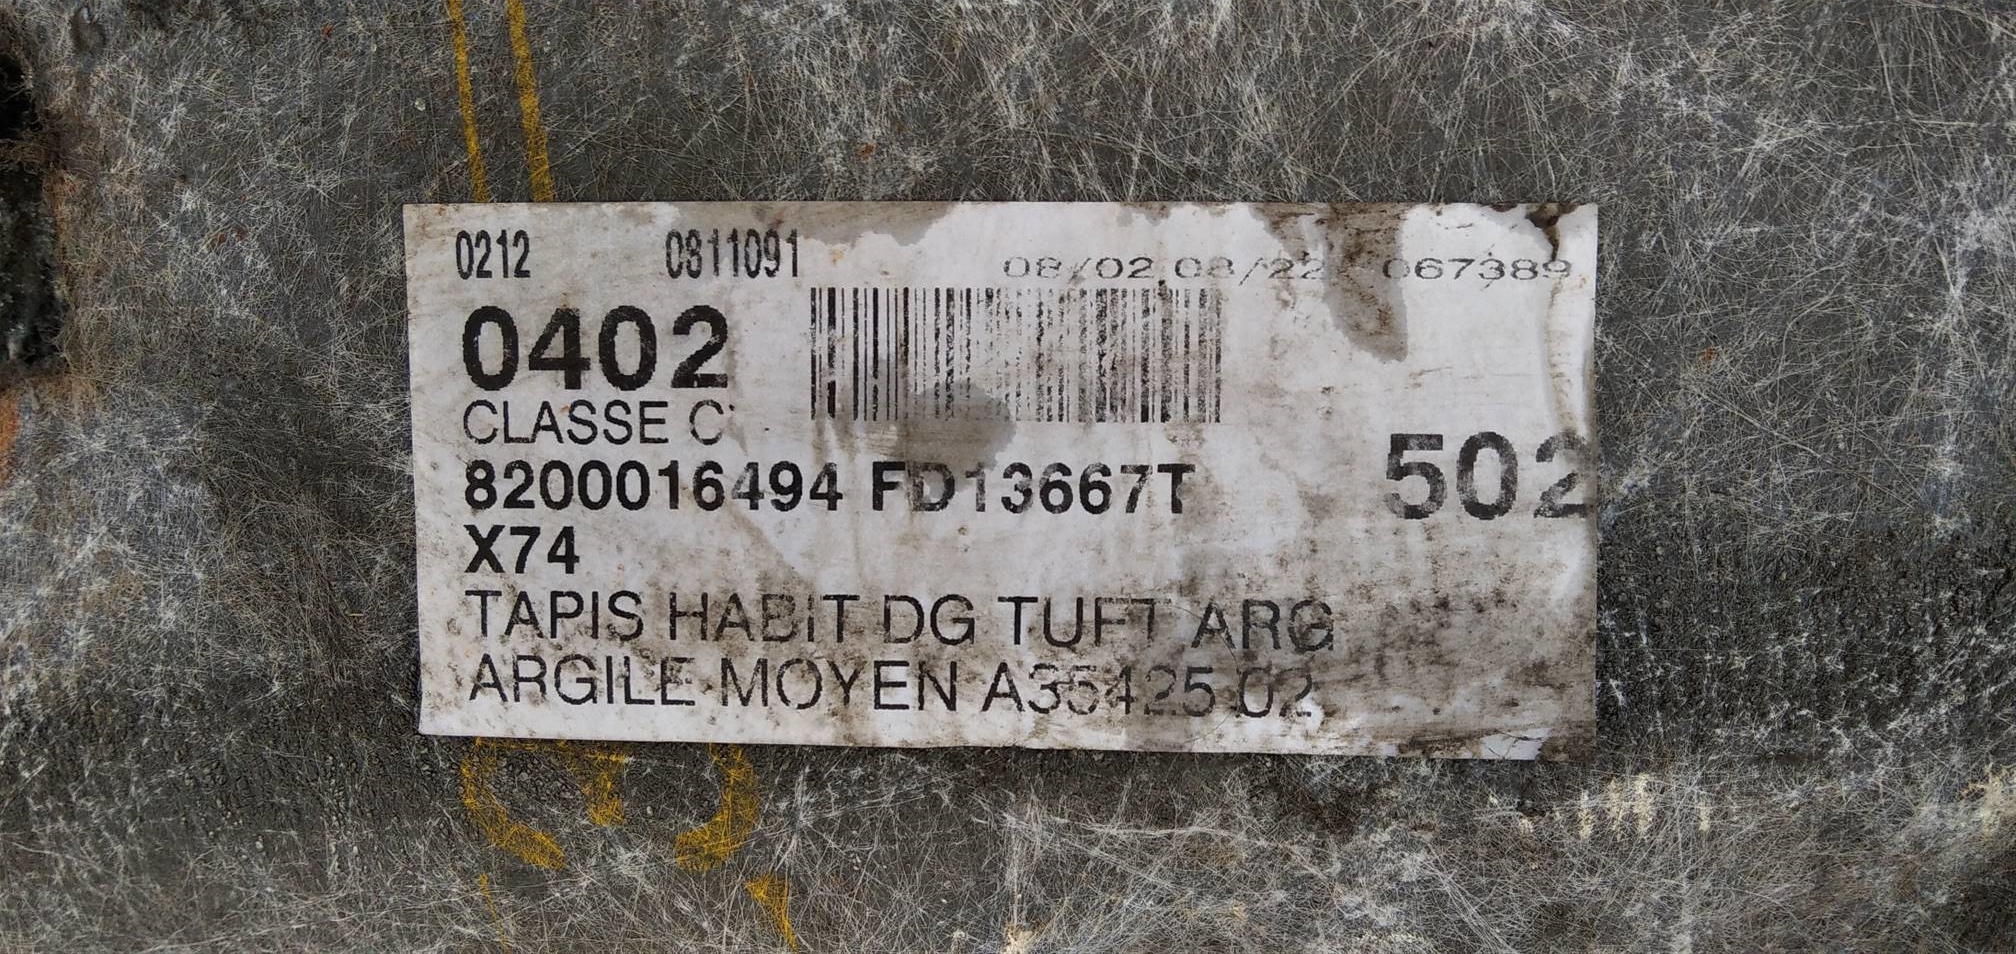 0212 0811091 08/02 08/22 067389
0402
CLASSE C
8200016494 FD13667T 502
X74
TAPIS HABIT DG TUFT ARG
ARGILE MOYEN A35425 02